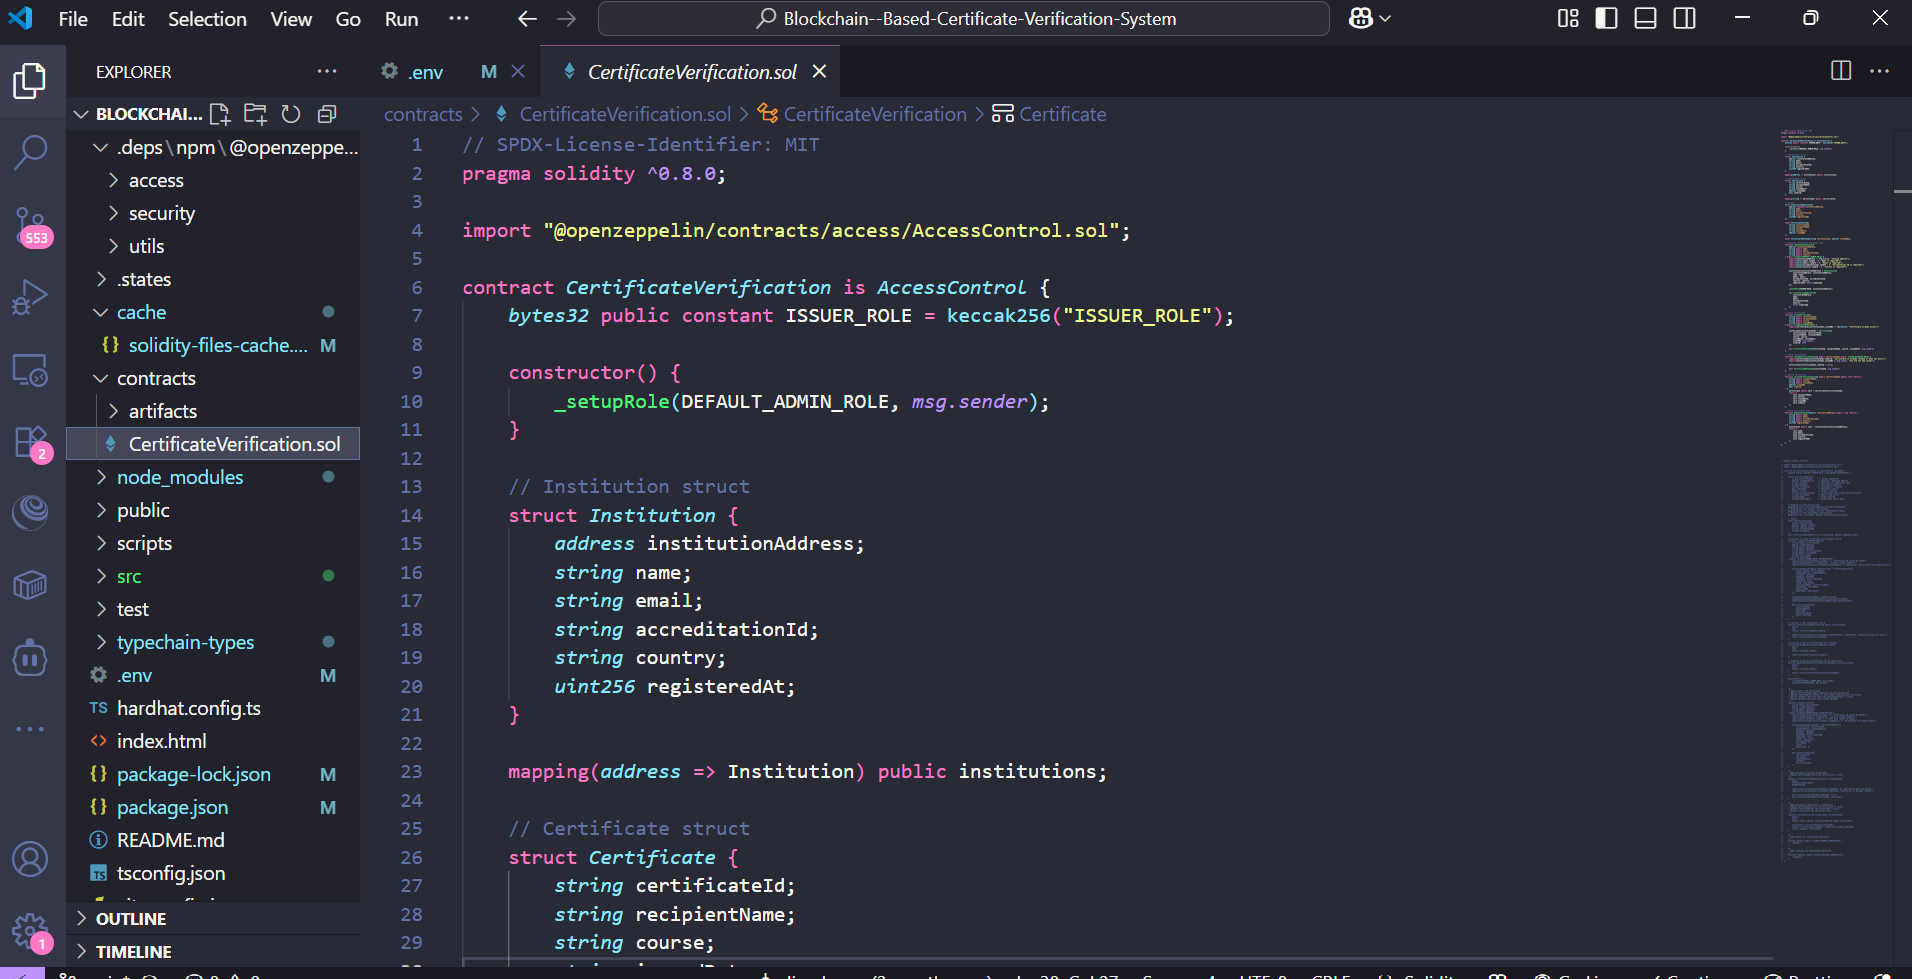 File Edit Selection View Go Run ...
Blockchain--Based-Certificate-Verification-System
EXPLORER
BLOCKCHAI...
.deps\npm\@openzeppe...
access
security
utils
.states
cache
{} solidity-files-cache.... M
contracts
artifacts
CertificateVerification.sol
node_modules
public
scripts
src
test
typechain-types
.env M
TS hardhat.config.ts
<> index.html
{} package-lock.json M
{} package.json M
README.md
TS tsconfig.json
OUTLINE
TIMELINE
553
2
1
.env M
CertificateVerification.sol
contracts > CertificateVerification.sol > CertificateVerification > Certificate
1 // SPDX-License-Identifier: MIT
2 pragma solidity ^0.8.0;
3
4 import "@openzeppelin/contracts/access/AccessControl.sol";
5
6 contract CertificateVerification is AccessControl {
7 bytes32 public constant ISSUER_ROLE = keccak256("ISSUER_ROLE");
8
9 constructor() {
10 _setupRole(DEFAULT_ADMIN_ROLE, msg.sender);
11 }
12
13 // Institution struct
14 struct Institution {
15 address institutionAddress;
16 string name;
17 string email;
18 string accreditationId;
19 string country;
20 uint256 registeredAt;
21 }
22
23 mapping(address => Institution) public institutions;
24
25 // Certificate struct
26 struct Certificate {
27 string certificateId;
28 string recipientName;
29 string course;